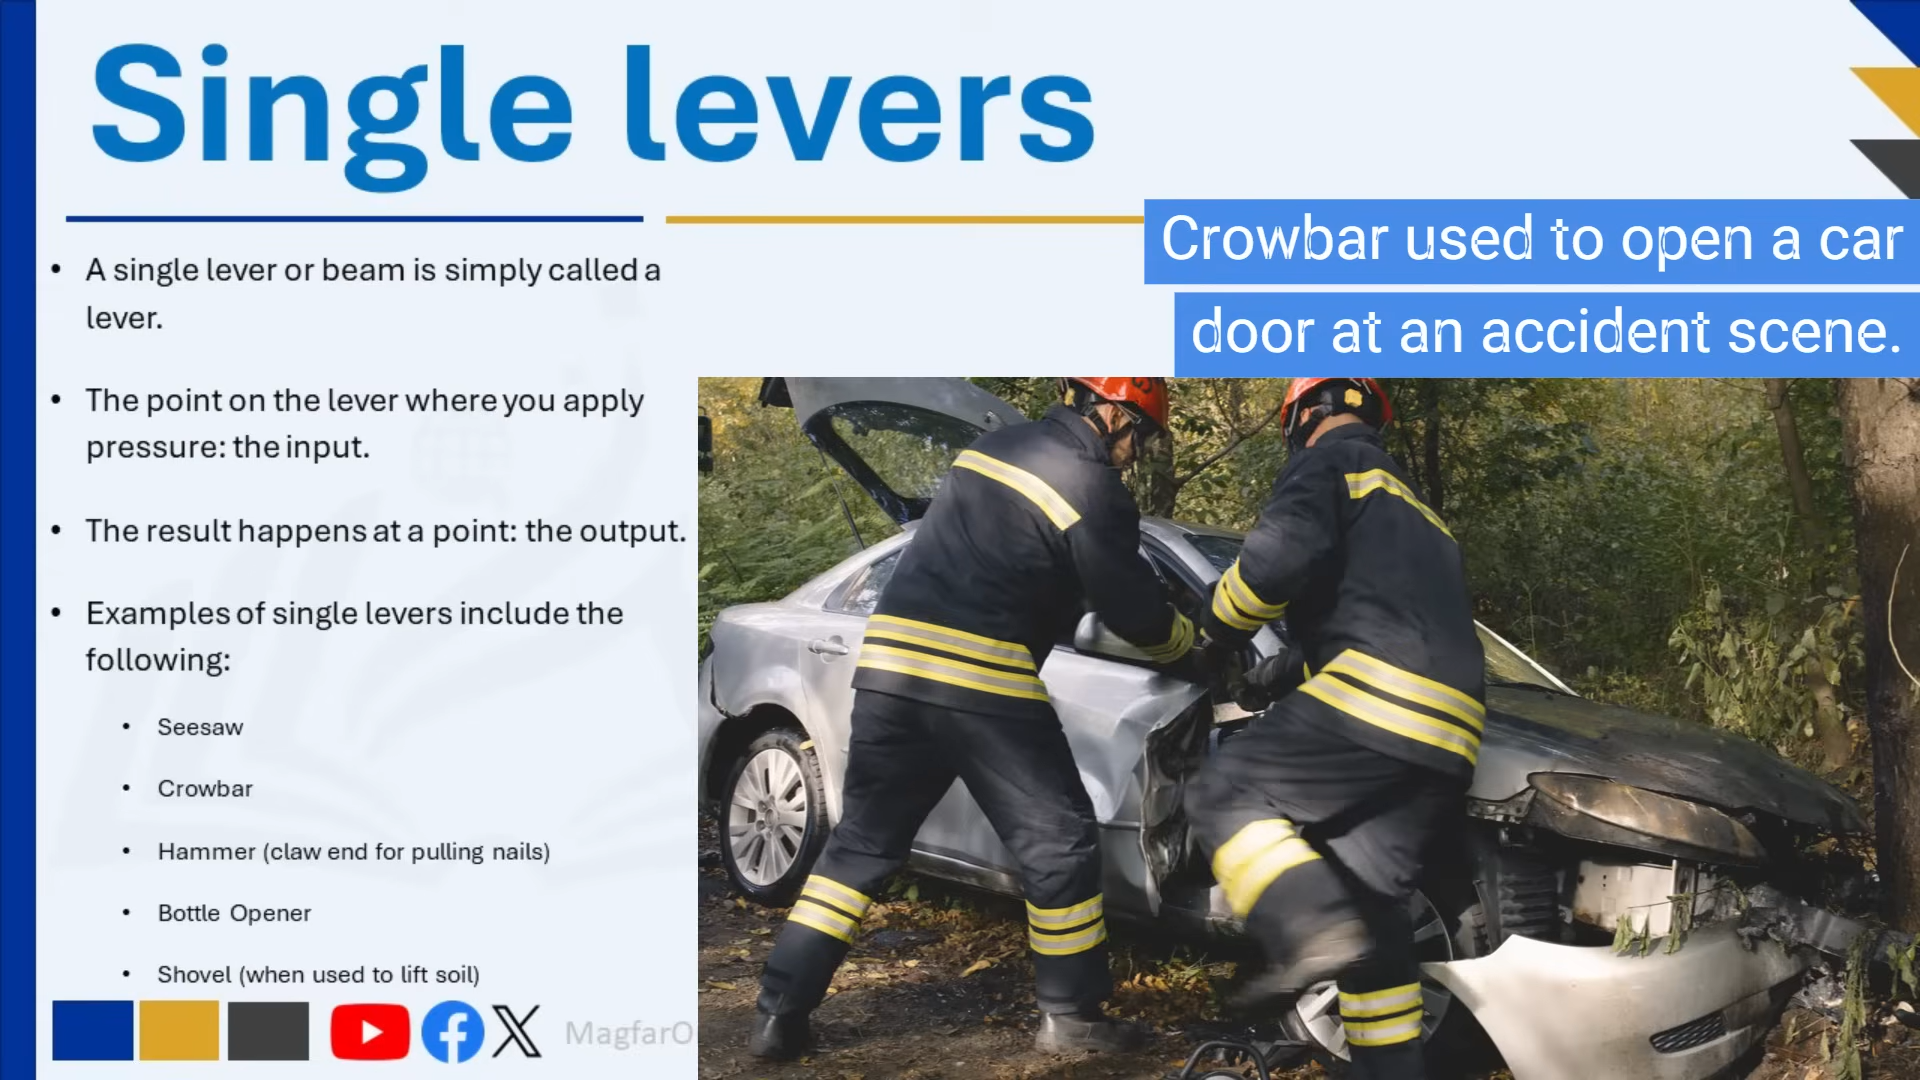 Single levers
Crowbar used to open a car
door at an accident scene.
• A single lever or beam is simply called a
lever.
• The point on the lever where you apply
pressure: the input.
• The result happens at a point: the output.
• Examples of single levers include the
following:
• Seesaw
• Crowbar
• Hammer (claw end for pulling nails)
• Bottle Opener
• Shovel (when used to lift soil)
MagfarO